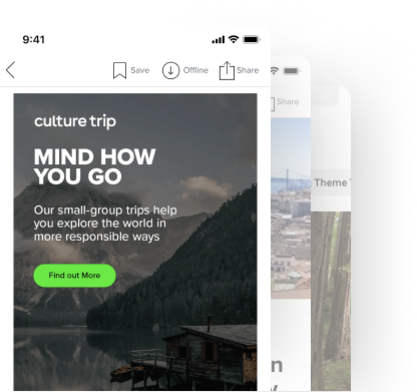 9:41
Save
Offline
Share
Share
culture trip
MIND HOW
YOU GO
Our small-group trips help
you explore the world in
more responsible ways
Find out More
Theme
n